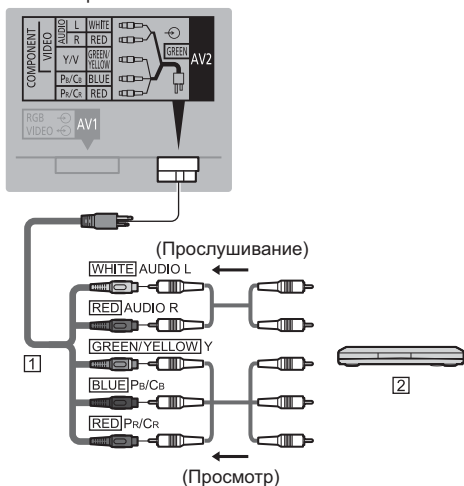 COMPONENT
VIDEO
AUDIO
L WHITE
R RED
Y/V GREEN/YELLOW
PB/CB BLUE
PR/CR RED
GREEN
AV2
RGB
VIDEO
AV1
(Прослушивание)
WHITE AUDIO L
RED AUDIO R
GREEN/YELLOW Y
BLUE PB/CB
RED PR/CR
1
2
(Просмотр)